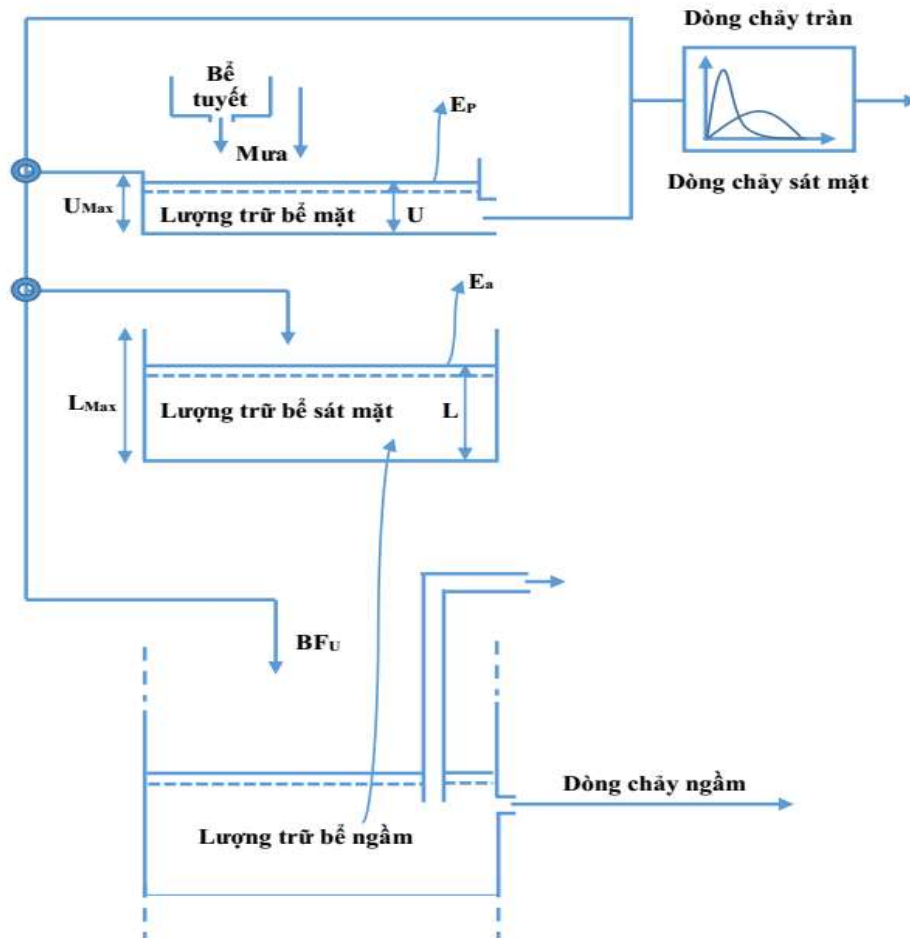 Dòng chảy tràn
Bể
tuyết
EP
Mưa
Dòng chảy sát mặt
UMax
Lượng trữ bể mặt
U
Ea
LMax
Lượng trữ bể sát mặt
L
BFU
Dòng chảy ngầm
Lượng trữ bể ngầm